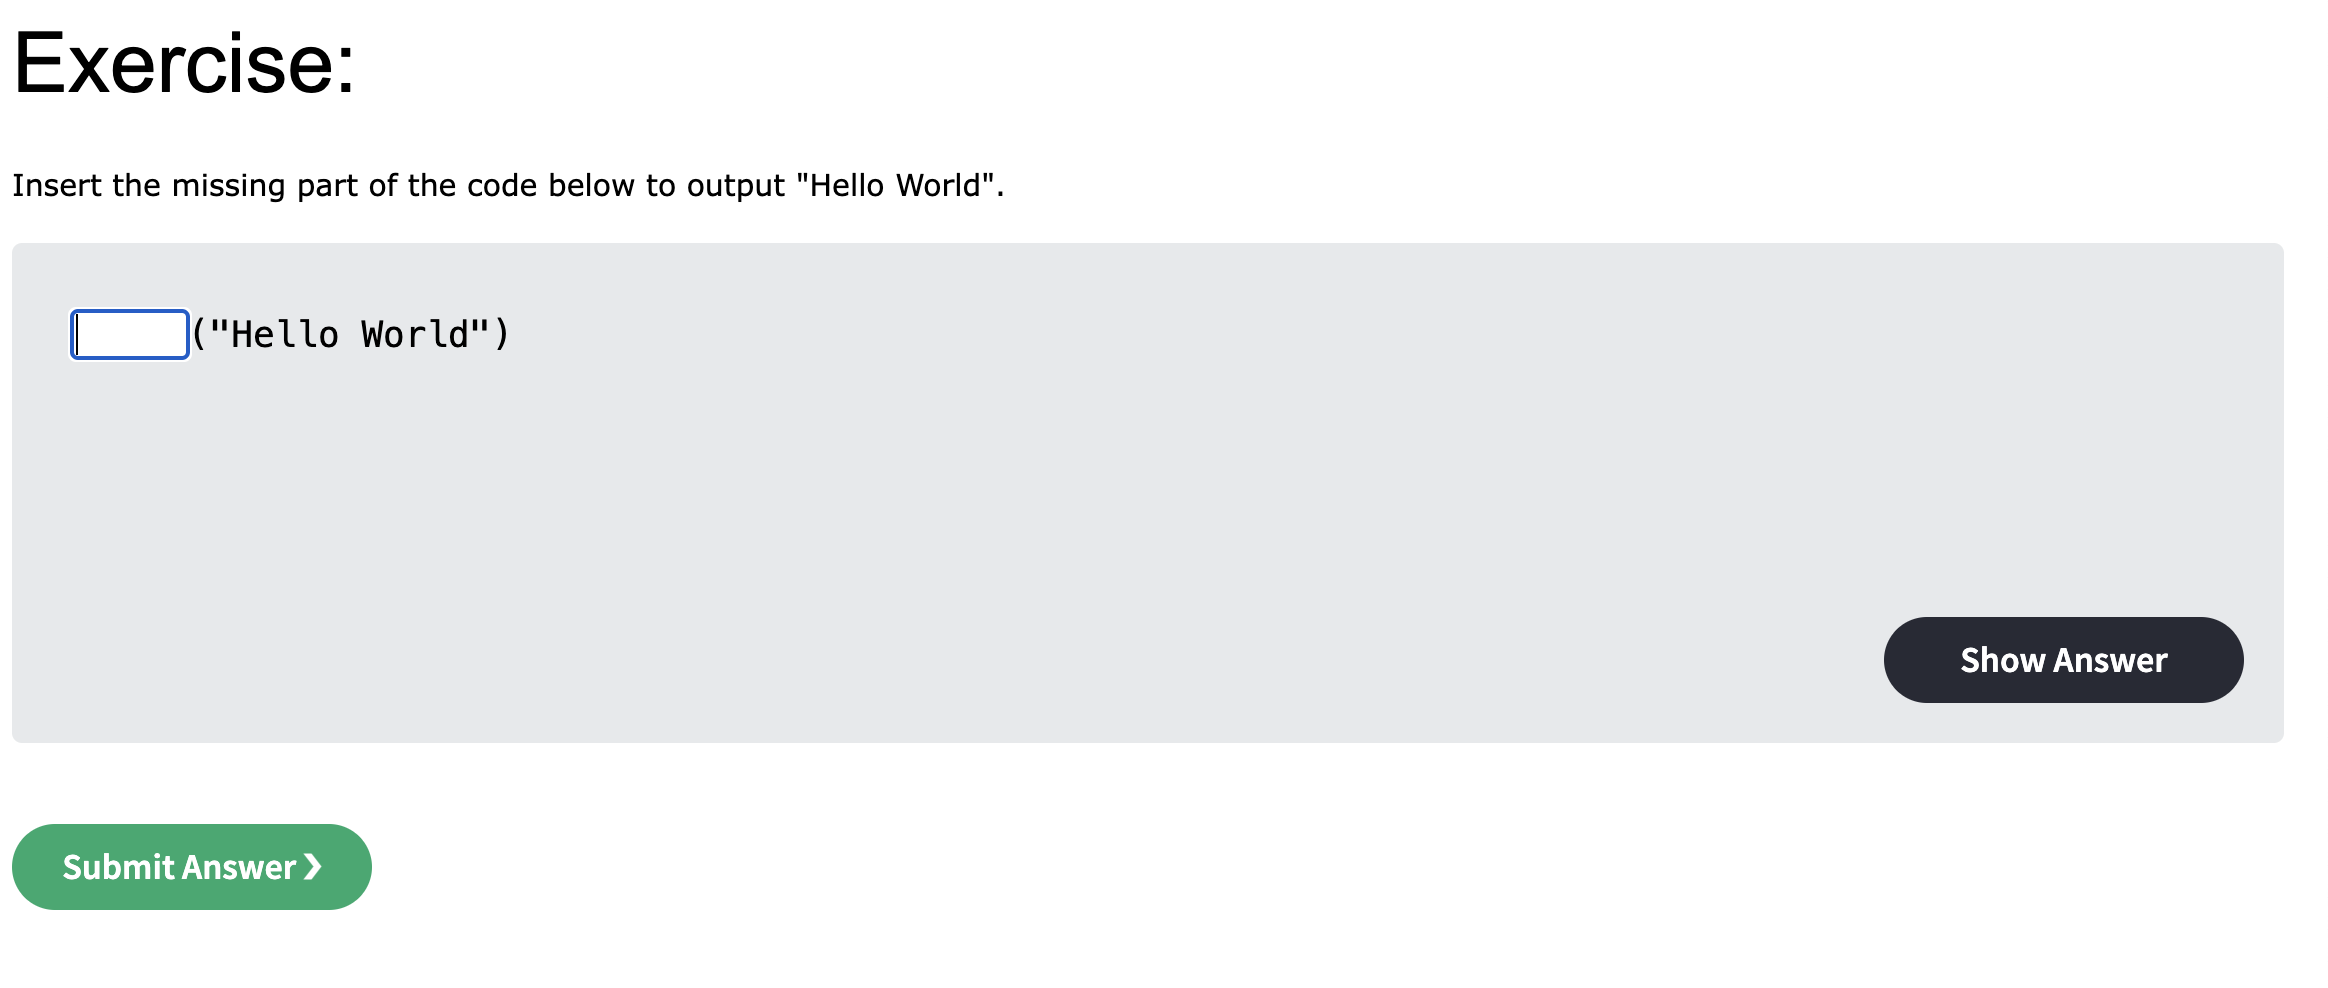 Exercise:
Insert the missing part of the code below to output "Hello World".
("Hello World")
Show Answer
Submit Answer ❯